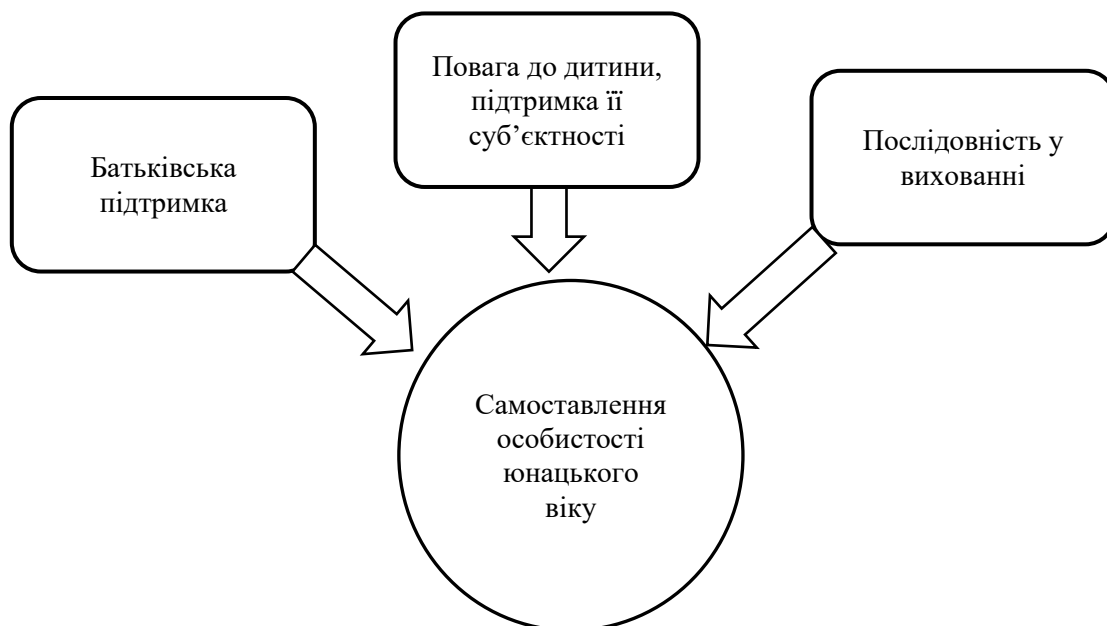 Повага до дитини,
підтримка її
суб’єктності
Батьківська
підтримка
Послідовність у
вихованні
Самоставлення
особистості
юнацького
віку